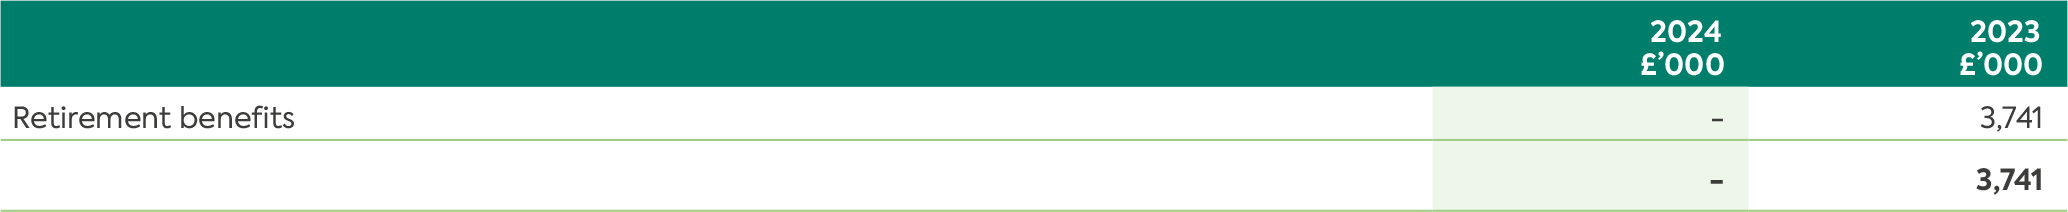 2024 2023
£’000 £’000
Retirement benefits - 3,741
- 3,741